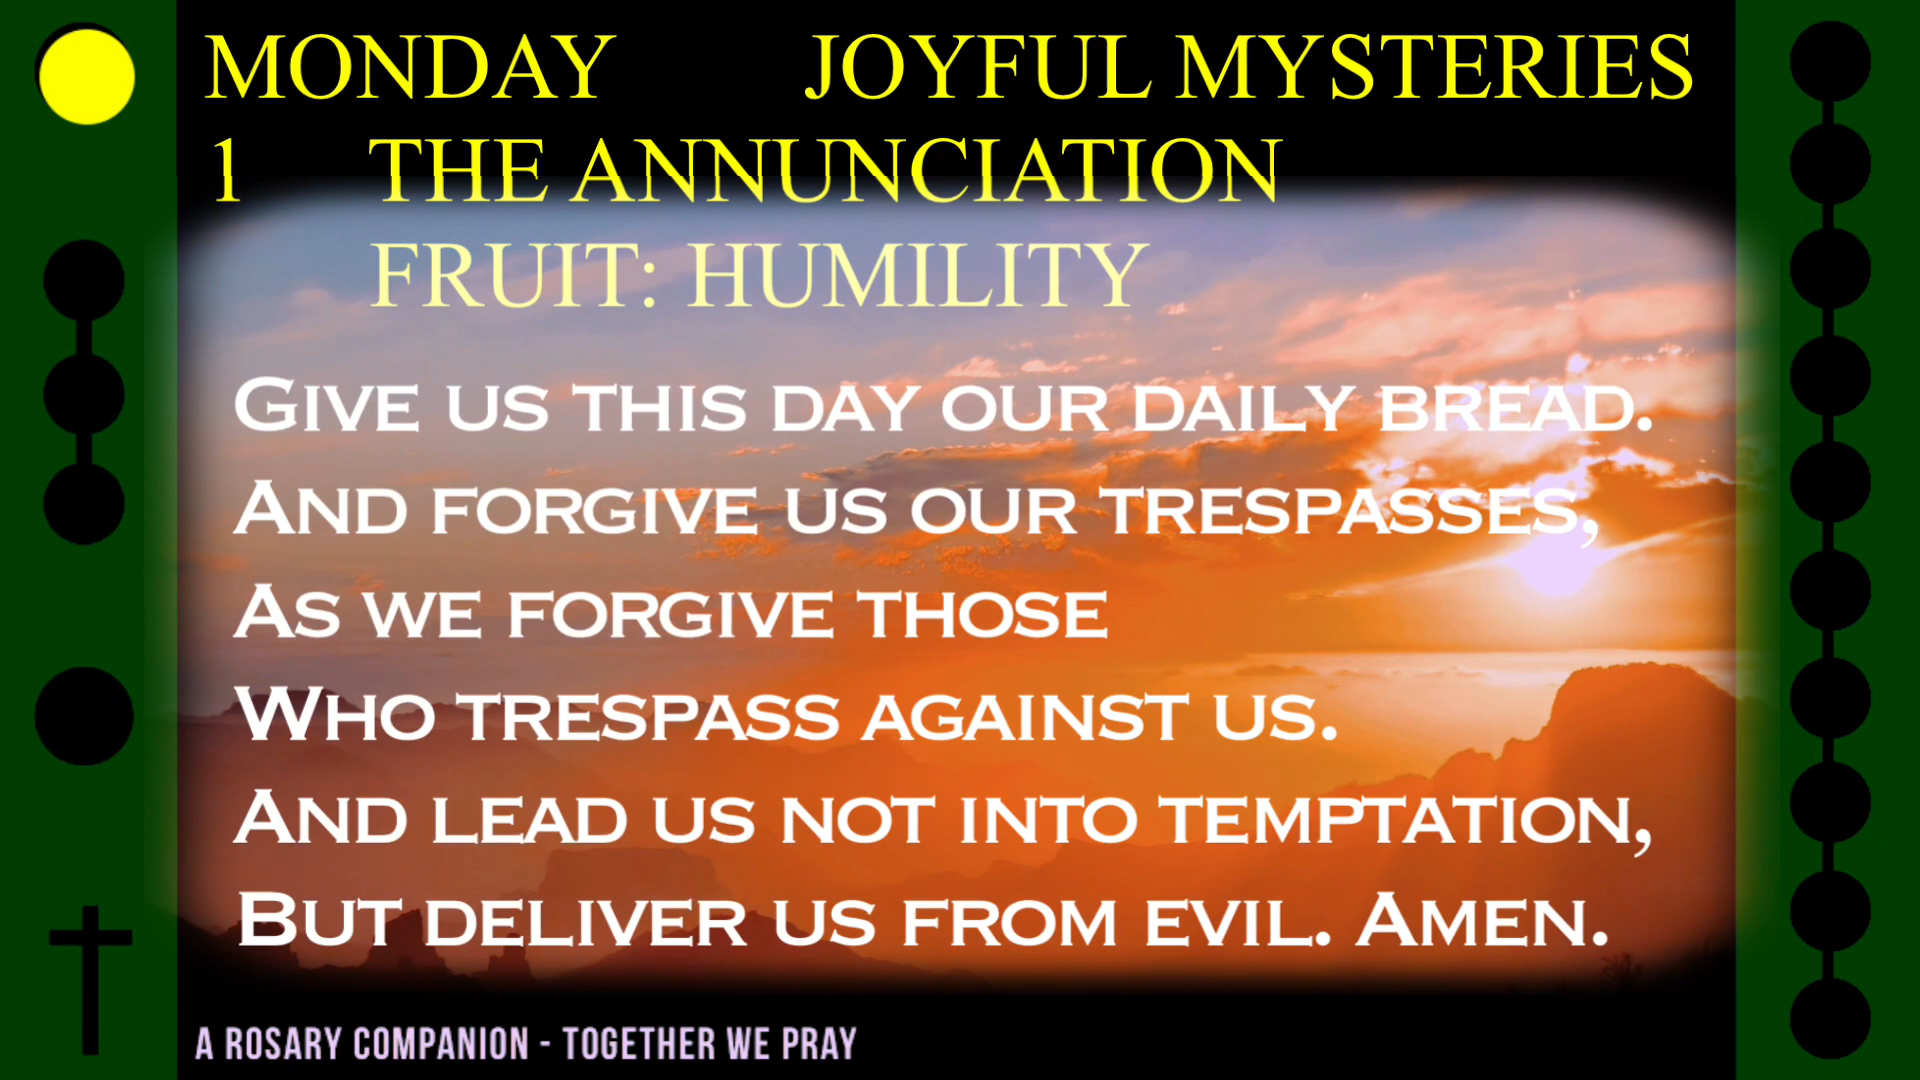 MONDAY JOYFUL MYSTERIES
1 THE ANNUNCIATION
FRUIT: HUMILITY
GIVE US THIS DAY OUR DAILY BREAD.
AND FORGIVE US OUR TRESPASSES,
AS WE FORGIVE THOSE
WHO TRESPASS AGAINST US.
AND LEAD US NOT INTO TEMPTATION,
BUT DELIVER US FROM EVIL. AMEN.
A ROSARY COMPANION - TOGETHER WE PRAY